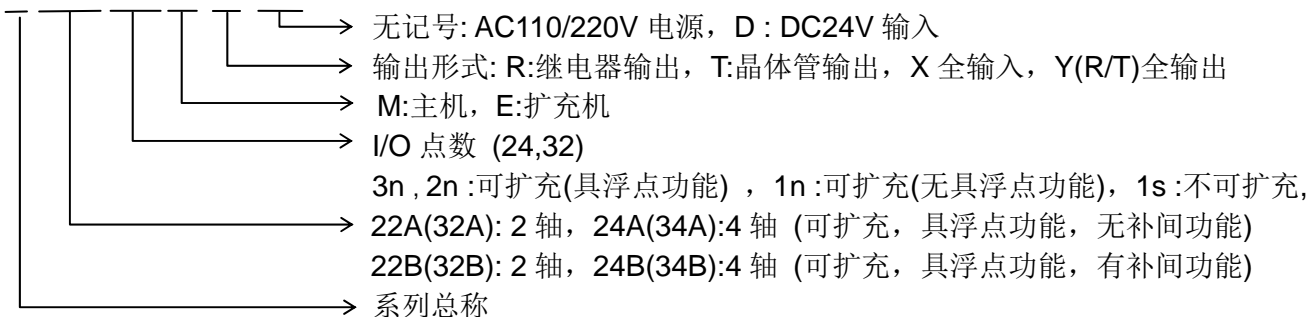 无记号: AC110/220V 电源，D : DC24V 输入
输出形式: R:继电器输出，T:晶体管输出，X 全输入，Y(R/T)全输出
M:主机，E:扩充机
I/O 点数 (24,32)
3n , 2n :可扩充(具浮点功能) ，1n :可扩充(无具浮点功能)，1s :不可扩充,
22A(32A): 2 轴，24A(34A):4 轴 (可扩充，具浮点功能，无补间功能)
22B(32B): 2 轴，24B(34B):4 轴 (可扩充，具浮点功能，有补间功能)
系列总称